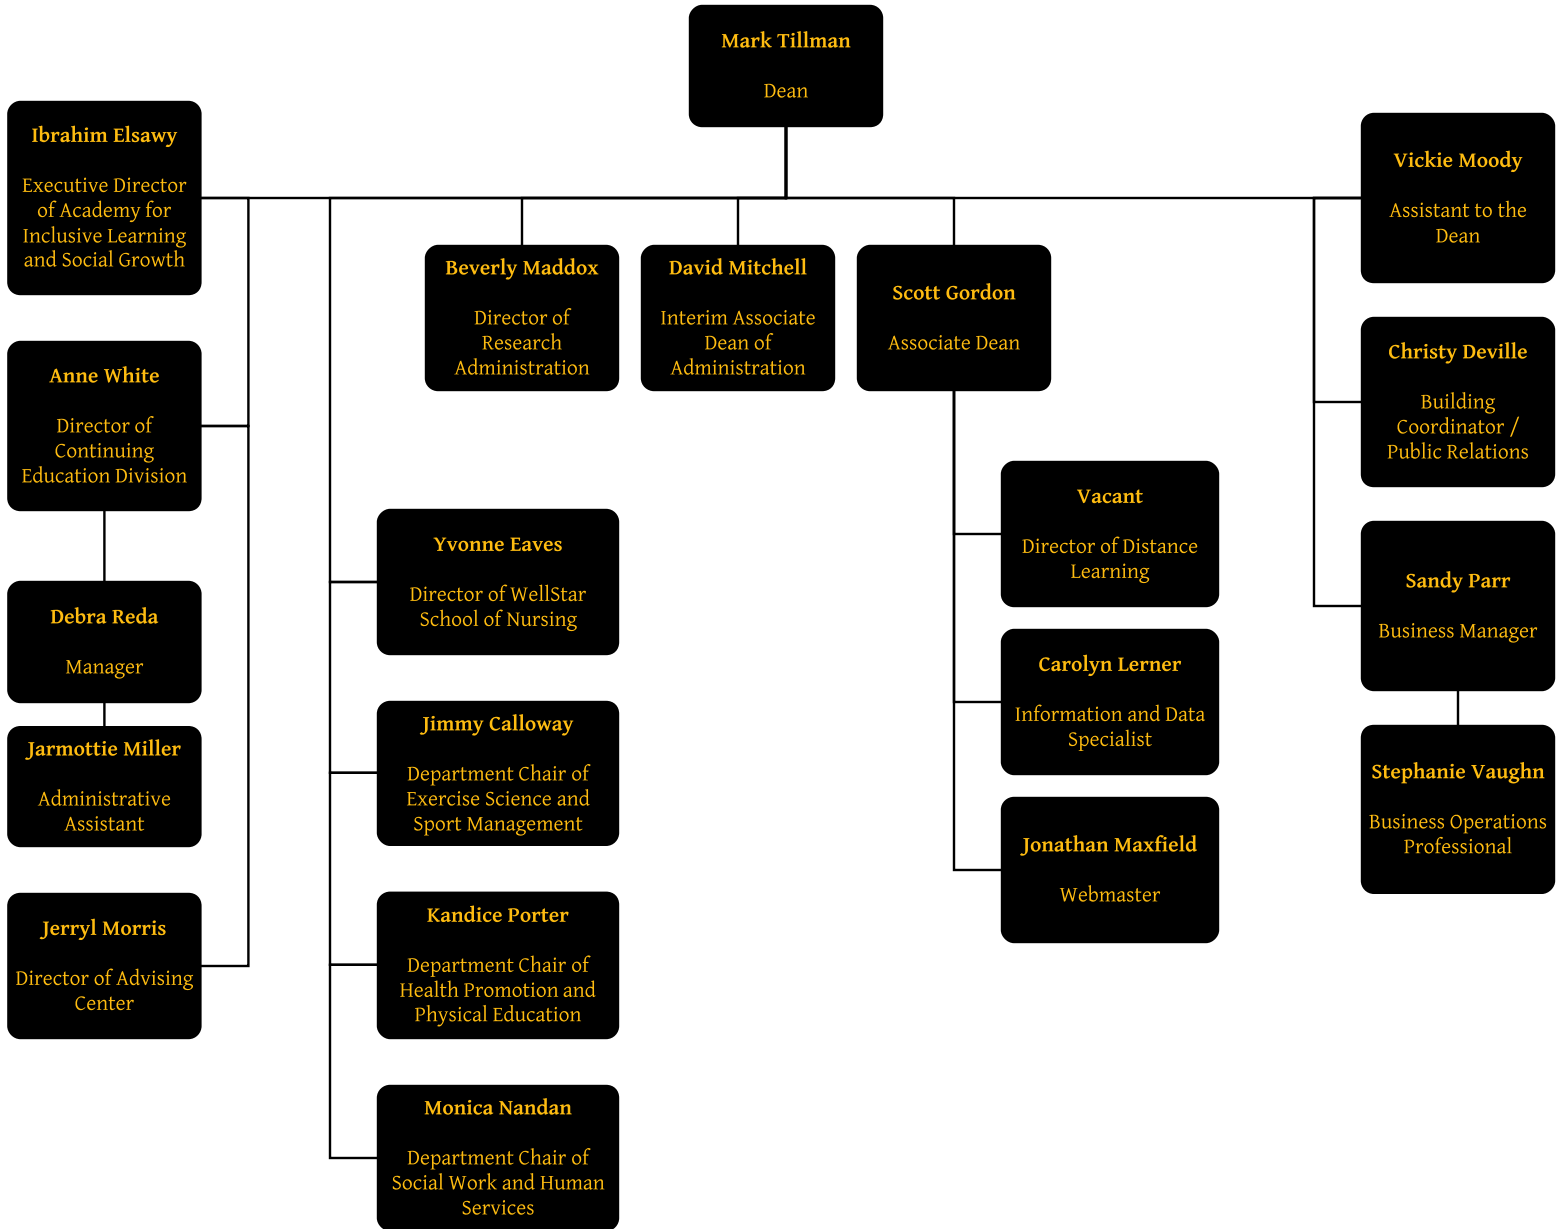 Mark Tillman
Dean
Ibrahim Elsawy
Executive Director
of Academy for
Inclusive Learning
and Social Growth
Anne White
Director of
Continuing
Education Division
Debra Reda
Manager
Jarmottie Miller
Administrative
Assistant
Jerryl Morris
Director of Advising
Center
Yvonne Eaves
Director of WellStar
School of Nursing
Jimmy Calloway
Department Chair of
Exercise Science and
Sport Management
Kandice Porter
Department Chair of
Health Promotion and
Physical Education
Monica Nandan
Department Chair of
Social Work and Human
Services
Beverly Maddox
Director of
Research
Administration
David Mitchell
Interim Associate
Dean of
Administration
Scott Gordon
Associate Dean
Vacant
Director of Distance
Learning
Carolyn Lerner
Information and Data
Specialist
Jonathan Maxfield
Webmaster
Vickie Moody
Assistant to the
Dean
Christy Deville
Building
Coordinator /
Public Relations
Sandy Parr
Business Manager
Stephanie Vaughn
Business Operations
Professional